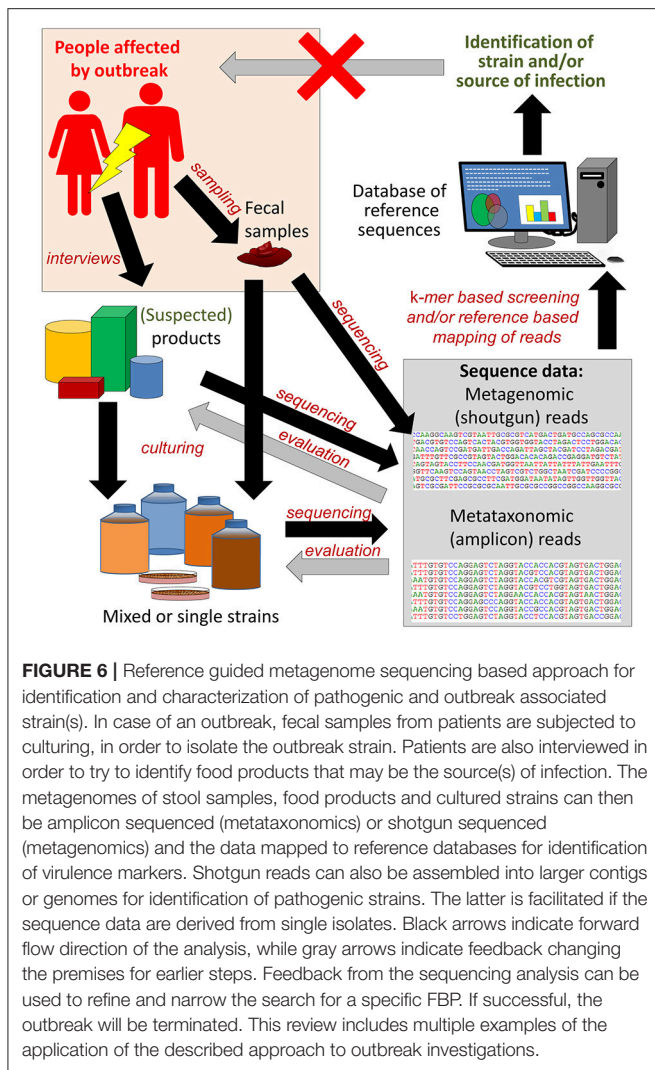 People affected
by outbreak
Identification of
strain and/or
source of infection
sampling
Fecal
samples
Database of
reference
sequences
interviews
(Suspected)
products
k-mer based screening
and/or reference based
mapping of reads
sequencing
Sequence data:
Metagenomic
(shoutgun) reads
sequencing
evaluation
culturing
sequencing
evaluation
Metataxonomic
(amplicon) reads
Mixed or single strains
FIGURE 6 | Reference guided metagenome sequencing based approach for
identification and characterization of pathogenic and outbreak associated
strain(s). In case of an outbreak, fecal samples from patients are subjected to
culturing, in order to isolate the outbreak strain. Patients are also interviewed in
order to try to identify food products that may be the source(s) of infection. The
metagenomes of stool samples, food products and cultured strains can then
be amplicon sequenced (metataxonomics) or shotgun sequenced
(metagenomics) and the data mapped to reference databases for identification
of virulence markers. Shotgun reads can also be assembled into larger contigs
or genomes for identification of pathogenic strains. The latter is facilitated if the
sequence data are derived from single isolates. Black arrows indicate forward
flow direction of the analysis, while gray arrows indicate feedback changing
the premises for earlier steps. Feedback from the sequencing analysis can be
used to refine and narrow the search for a specific FBP. If successful, the
outbreak will be terminated. This review includes multiple examples of the
application of the described approach to outbreak investigations.